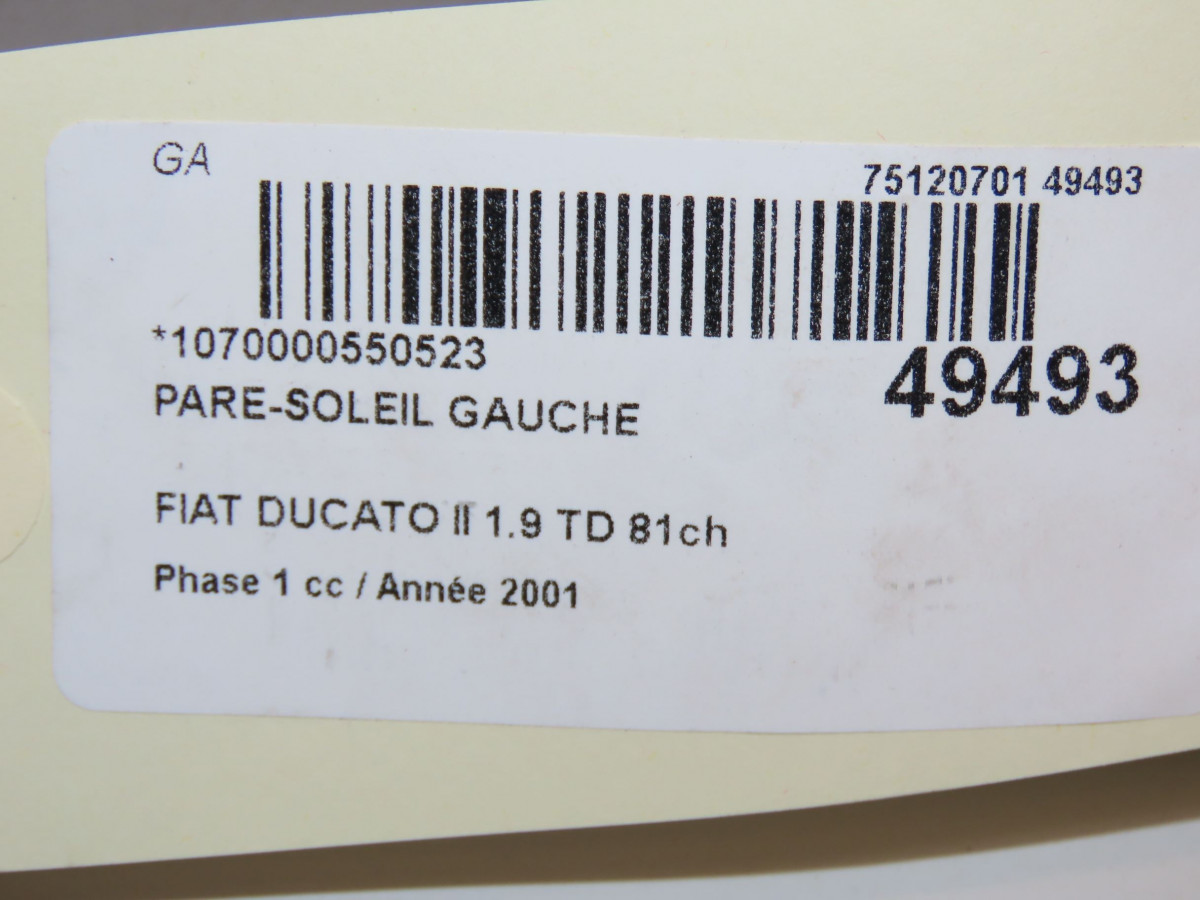 GA
75120701 49493
*1070000550523
49493
PARE-SOLEIL GAUCHE
FIAT DUCATO II 1.9 TD 81ch
Phase 1 cc / Année 2001